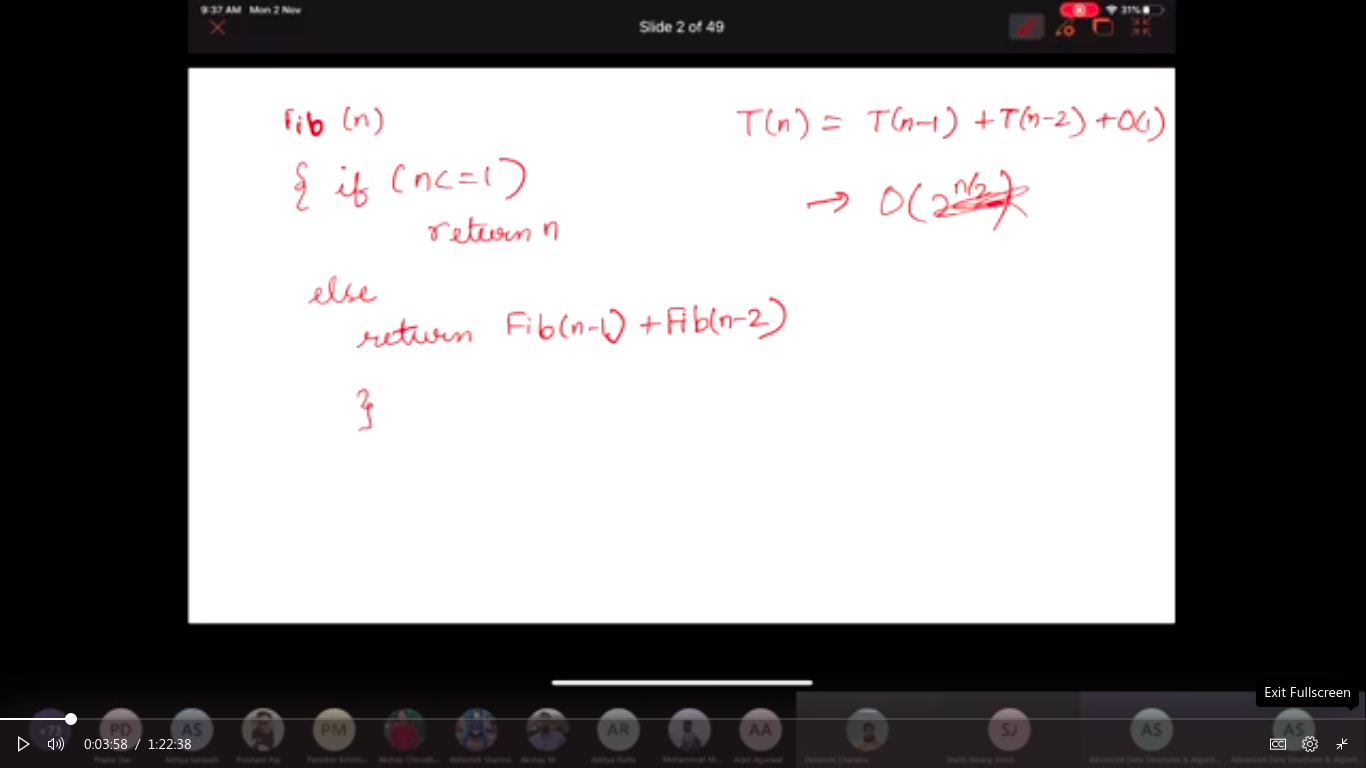 9:37 AM Mon 2 Nov
Slide 2 of 49
31%
Fib (n)
T(n) = T(n-1) + T(n-2) + O(1)
{ if (n<=1)
→ O(2^{n/2})
return n
else
return Fib(n-1) + Fib(n-2)
}
Exit Fullscreen
+73
PD
AS
PM
AR
AA
SJ
AS
AS
0:03:58 / 1:22:38
CC